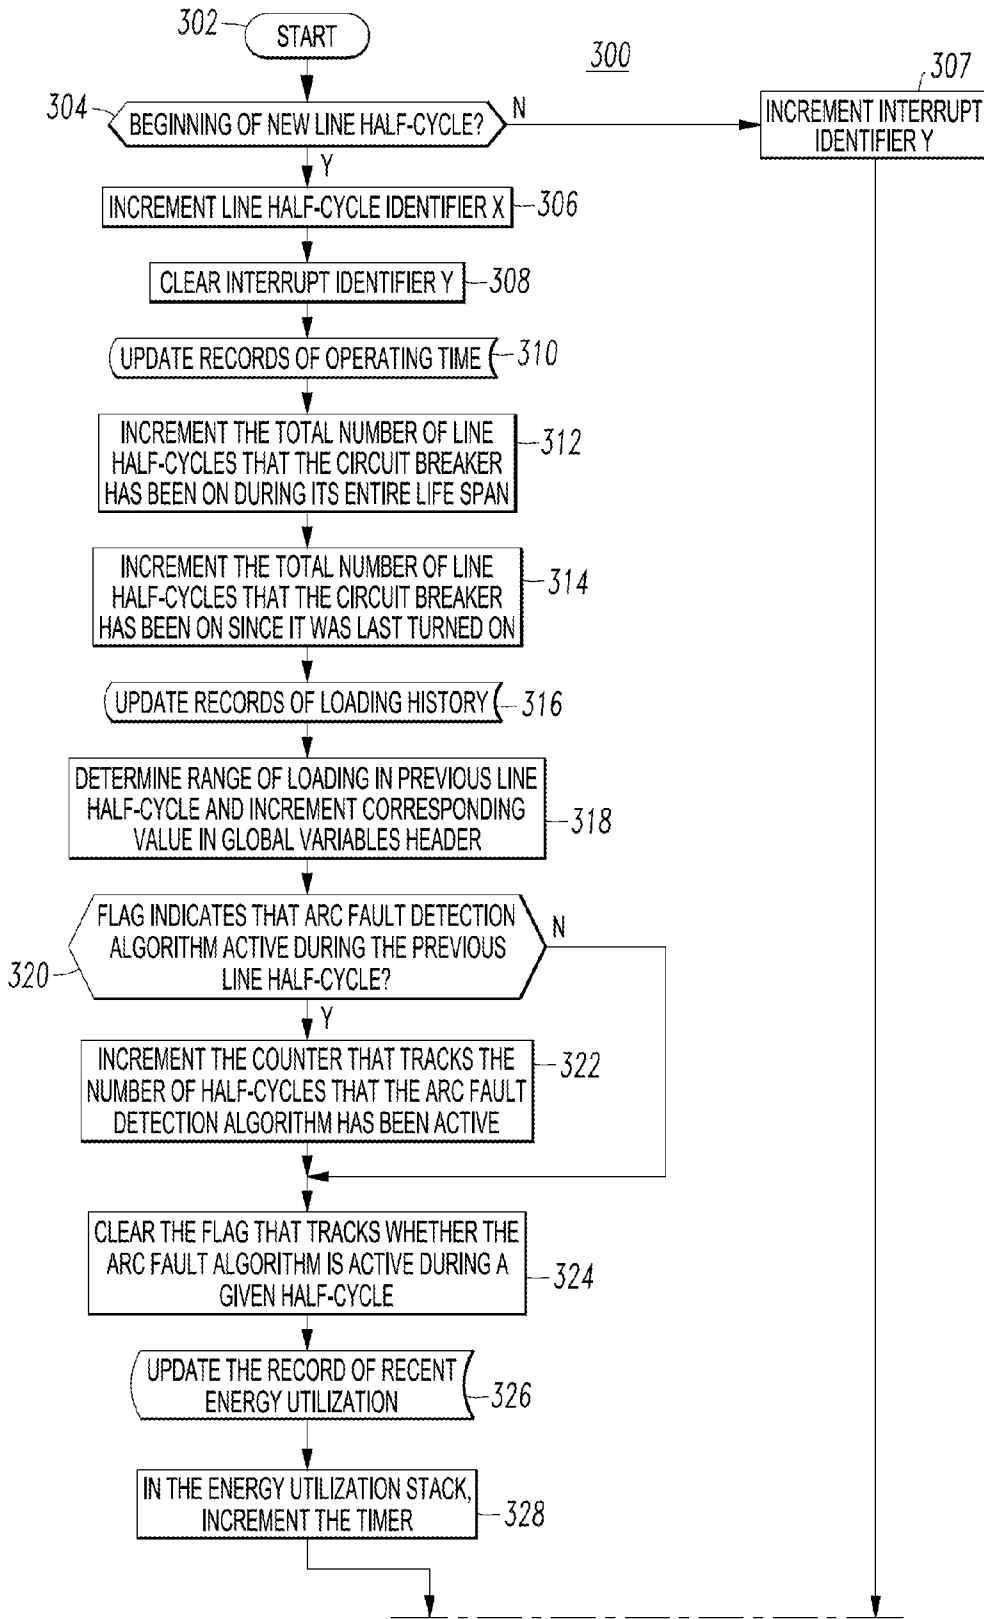 302
START
300
307
304
BEGINNING OF NEW LINE HALF-CYCLE?
N
INCREMENT INTERRUPT
IDENTIFIER Y
Y
INCREMENT LINE HALF-CYCLE IDENTIFIER X
306
CLEAR INTERRUPT IDENTIFIER Y
308
UPDATE RECORDS OF OPERATING TIME
310
INCREMENT THE TOTAL NUMBER OF LINE
HALF-CYCLES THAT THE CIRCUIT BREAKER
HAS BEEN ON DURING ITS ENTIRE LIFE SPAN
312
INCREMENT THE TOTAL NUMBER OF LINE
HALF-CYCLES THAT THE CIRCUIT BREAKER
HAS BEEN ON SINCE IT WAS LAST TURNED ON
314
UPDATE RECORDS OF LOADING HISTORY
316
DETERMINE RANGE OF LOADING IN PREVIOUS LINE
HALF-CYCLE AND INCREMENT CORRESPONDING
VALUE IN GLOBAL VARIABLES HEADER
318
FLAG INDICATES THAT ARC FAULT DETECTION
ALGORITHM ACTIVE DURING THE PREVIOUS
LINE HALF-CYCLE?
N
320
Y
INCREMENT THE COUNTER THAT TRACKS THE
NUMBER OF HALF-CYCLES THAT THE ARC FAULT
DETECTION ALGORITHM HAS BEEN ACTIVE
322
CLEAR THE FLAG THAT TRACKS WHETHER THE
ARC FAULT ALGORITHM IS ACTIVE DURING A
GIVEN HALF-CYCLE
324
UPDATE THE RECORD OF RECENT
ENERGY UTILIZATION
326
IN THE ENERGY UTILIZATION STACK,
INCREMENT THE TIMER
328